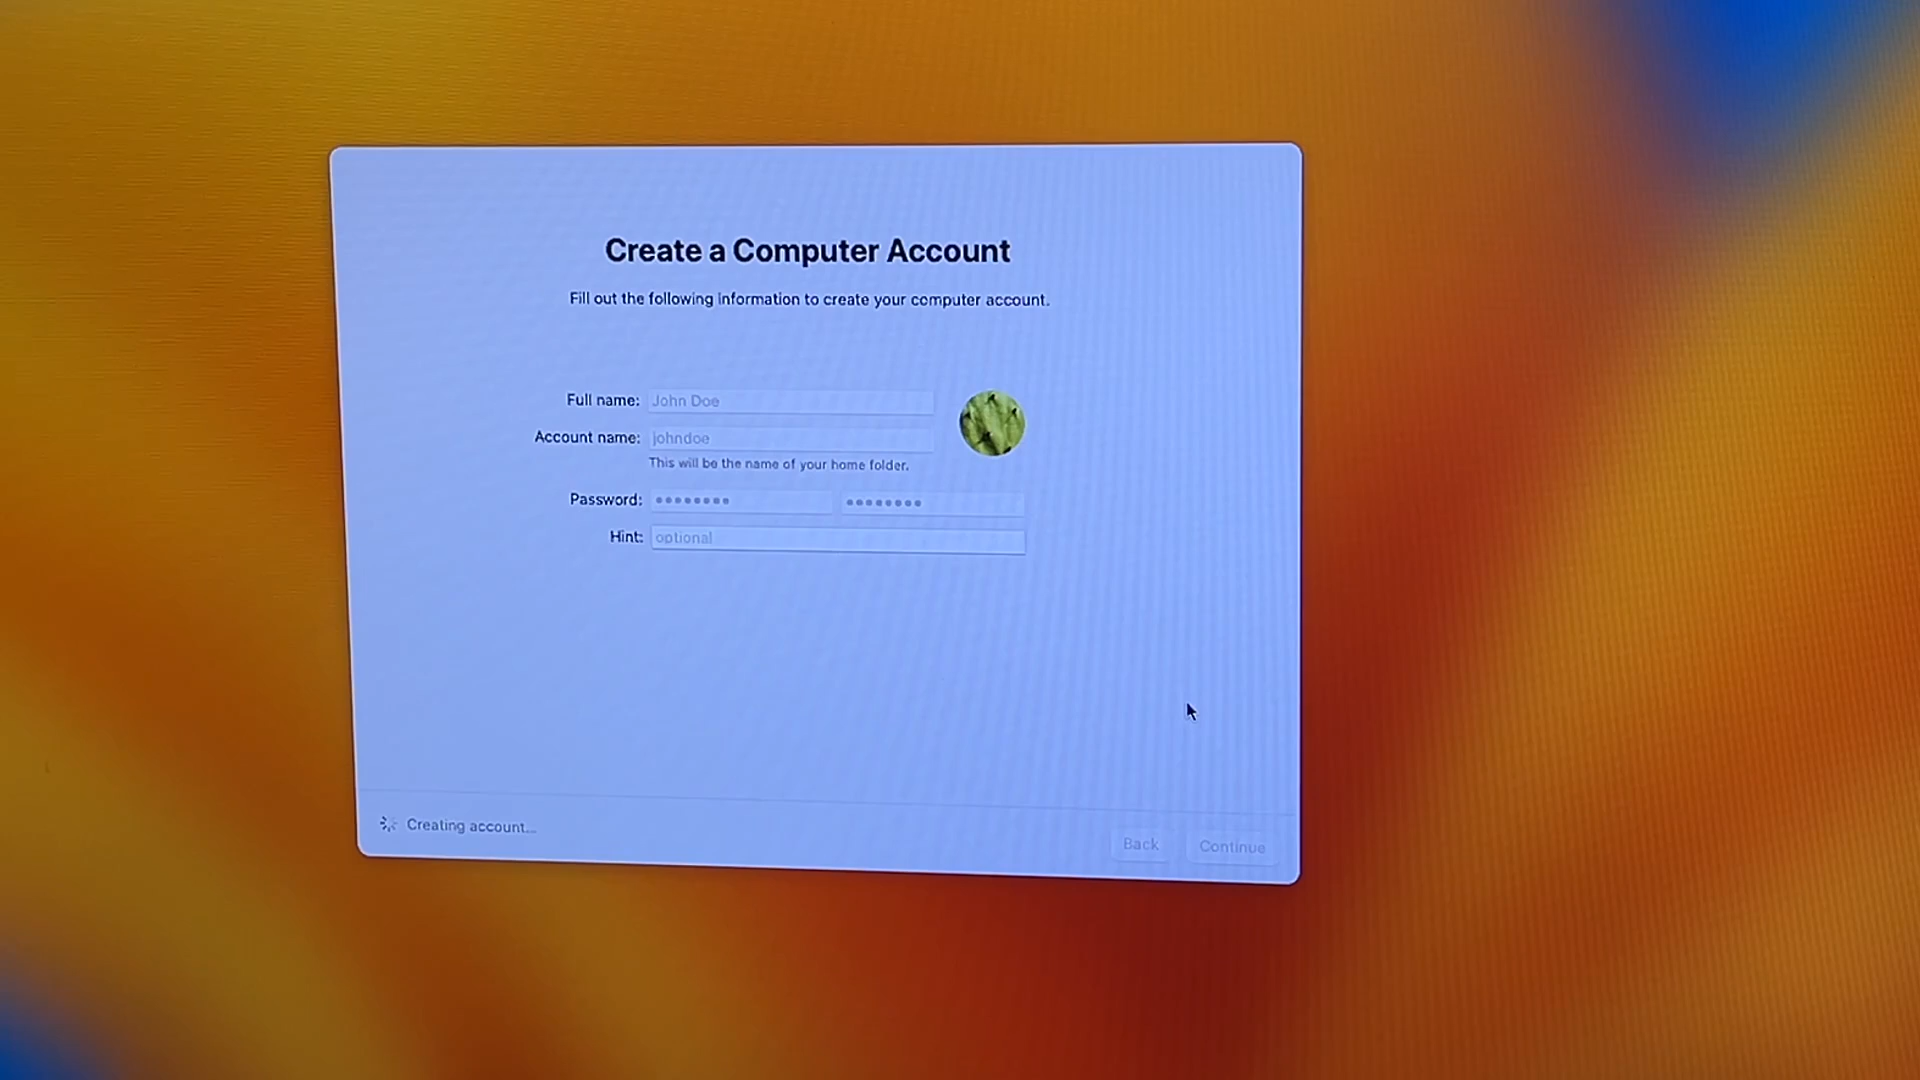 Create a Computer Account
Fill out the following information to create your computer account.
Full name: John Doe
Account name: johndoe
This will be the name of your home folder.
Password: •••••••• ••••••••
Hint: optional
Creating account...
Back Continue